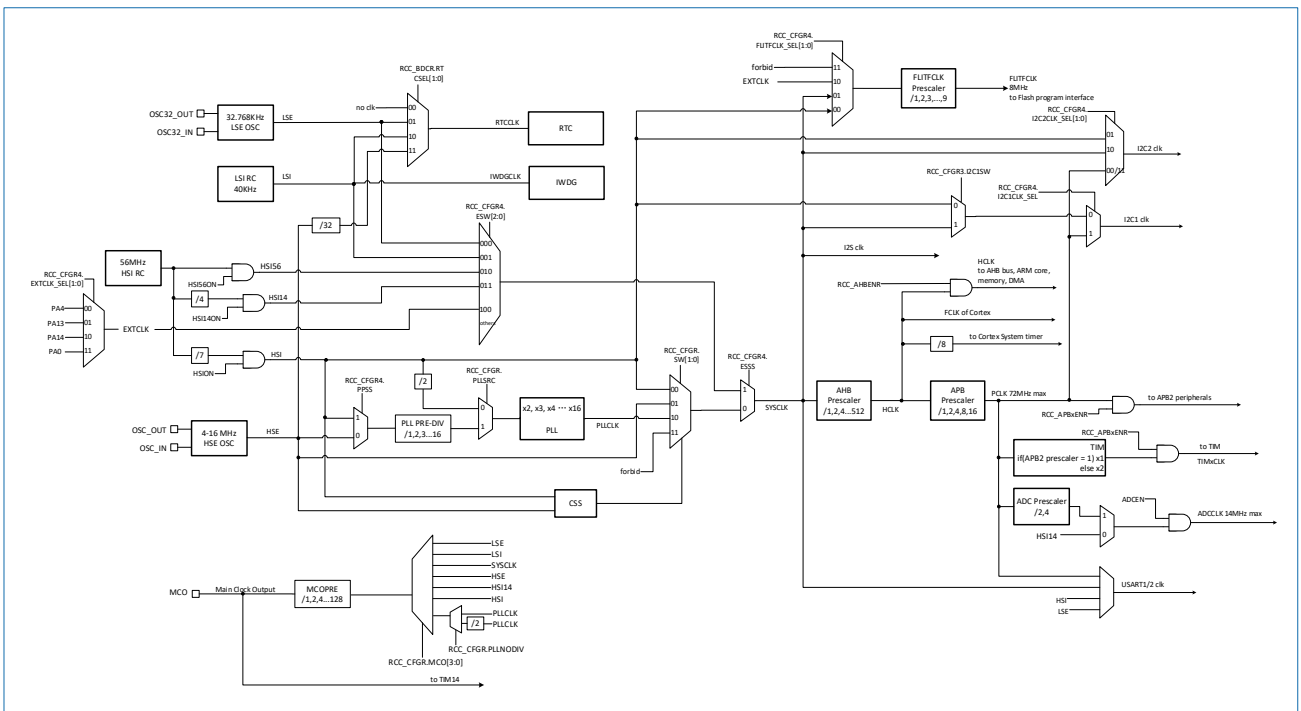 RCC_CFGR4.
FLITFCLK_SEL[1:0]
forbid
EXTCLK
11
10
01
00
FLITFCLK
Prescaler
/1,2,3,...,9
FLITFCLK
8MHz
to Flash program interface
RCC_BDCR.RT
CSEL[1:0]
no clk
00
01
10
11
OSC32_OUT
OSC32_IN
32.768KHz
LSE OSC
LSE
RTCCLK
RTC
RCC_CFGR4.
I2C2CLK_SEL[1:0]
01
10
00/11
I2C2 clk
LSI RC
40KHz
LSI
IWDGCLK
IWDG
RCC_CFGR3.I2C1SW
0
1
RCC_CFGR4.
I2C1CLK_SEL
0
1
I2C1 clk
/32
RCC_CFGR4.
ESW[2:0]
000
001
010
011
100
others
I2S clk
56MHz
HSI RC
HSI56
HSI56ON
/4
HSI14
HSI14ON
RCC_CFGR4.
EXTCLK_SEL[1:0]
PA4
PA13
PA14
PA0
00
01
10
11
EXTCLK
/7
HSI
HSION
HCLK
to AHB bus, ARM core,
memory, DMA
RCC_AHBENR
FCLK of Cortex
/8
to Cortex System timer
RCC_CFGR4.
PPSS
1
0
/2
RCC_CFGR.
PLLSRC
0
1
RCC_CFGR.
SW[1:0]
00
01
10
11
RCC_CFGR4.
ESSS
1
0
OSC_OUT
OSC_IN
4-16 MHz
HSE OSC
HSE
PLL PRE-DIV
/1,2,3...16
x2, x3, x4 ··· x16
PLL
PLLCLK
forbid
SYSCLK
AHB
Prescaler
/1,2,4...512
HCLK
APB
Prescaler
/1,2,4,8,16
PCLK 72MHz max
RCC_APBxENR
to APB2 peripherals
RCC_APBxENR
TIM
if(APB2 prescaler = 1) x1
else x2
to TIM
TIMxCLK
CSS
ADC Prescaler
/2,4
HSI14
1
0
ADCEN
ADCCLK 14MHz max
HSI
LSE
USART1/2 clk
MCO
Main Clock Output
MCOPRE
/1,2,4...128
LSE
LSI
SYSCLK
HSE
HSI14
HSI
PLLCLK
/2
PLLCLK
RCC_CFGR.PLLNODIV
RCC_CFGR.MCO[3:0]
to TIM14